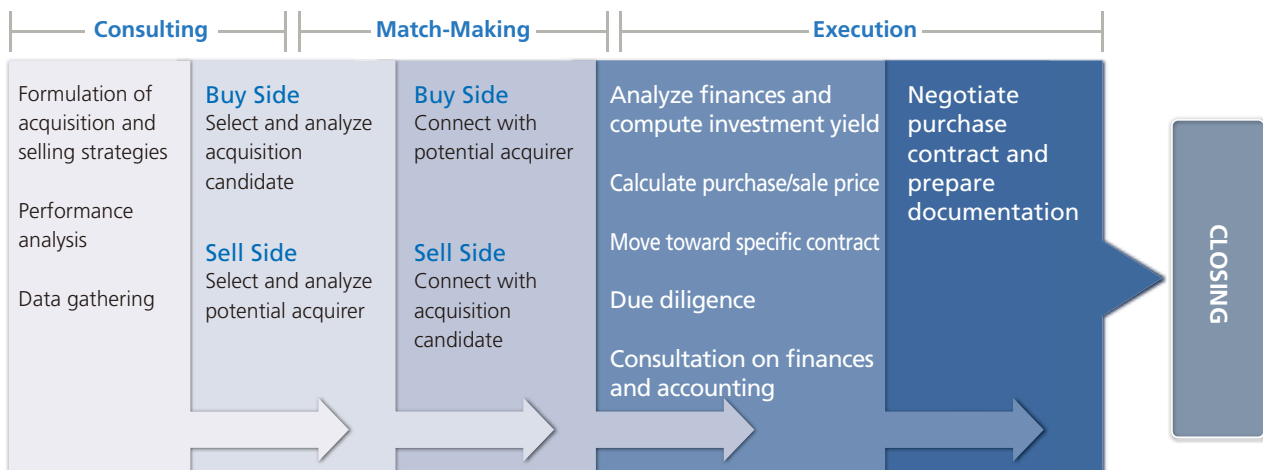 Consulting
Match-Making
Execution
Formulation of
acquisition and
selling strategies
Performance
analysis
Data gathering
Buy Side
Select and analyze
acquisition
candidate
Sell Side
Select and analyze
potential acquirer
Buy Side
Connect with
potential acquirer
Sell Side
Connect with
acquisition
candidate
Analyze finances and
compute investment yield
Calculate purchase/sale price
Move toward specific contract
Due diligence
Consultation on finances
and accounting
Negotiate
purchase
contract and
prepare
documentation
CLOSING